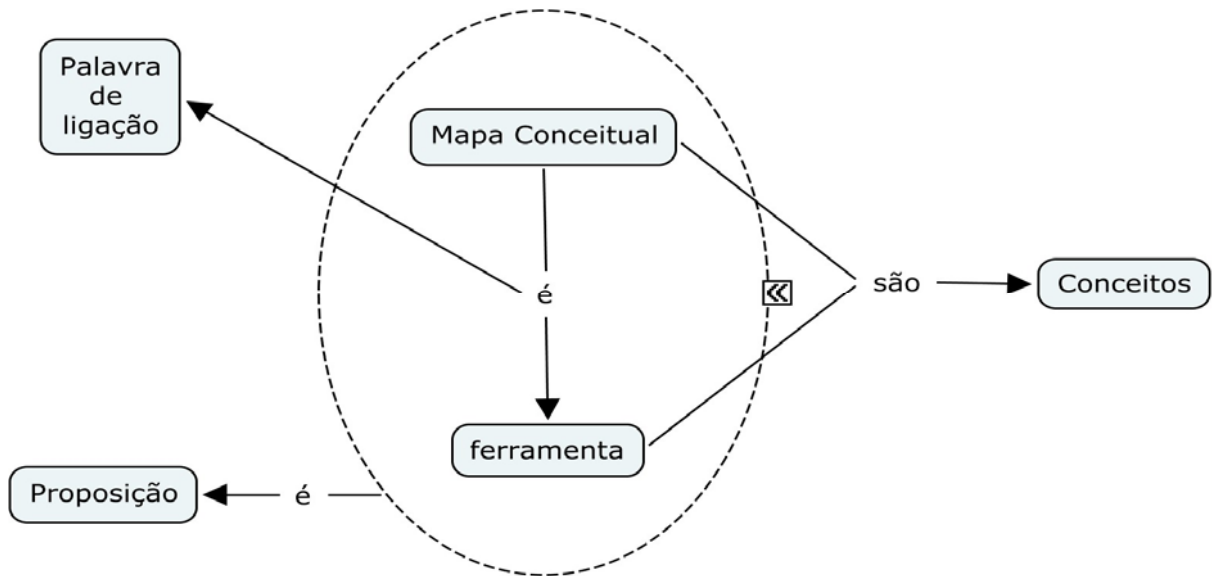 Palavra
de
ligação
Mapa Conceitual
são
Conceitos
é
ferramenta
Proposição
é